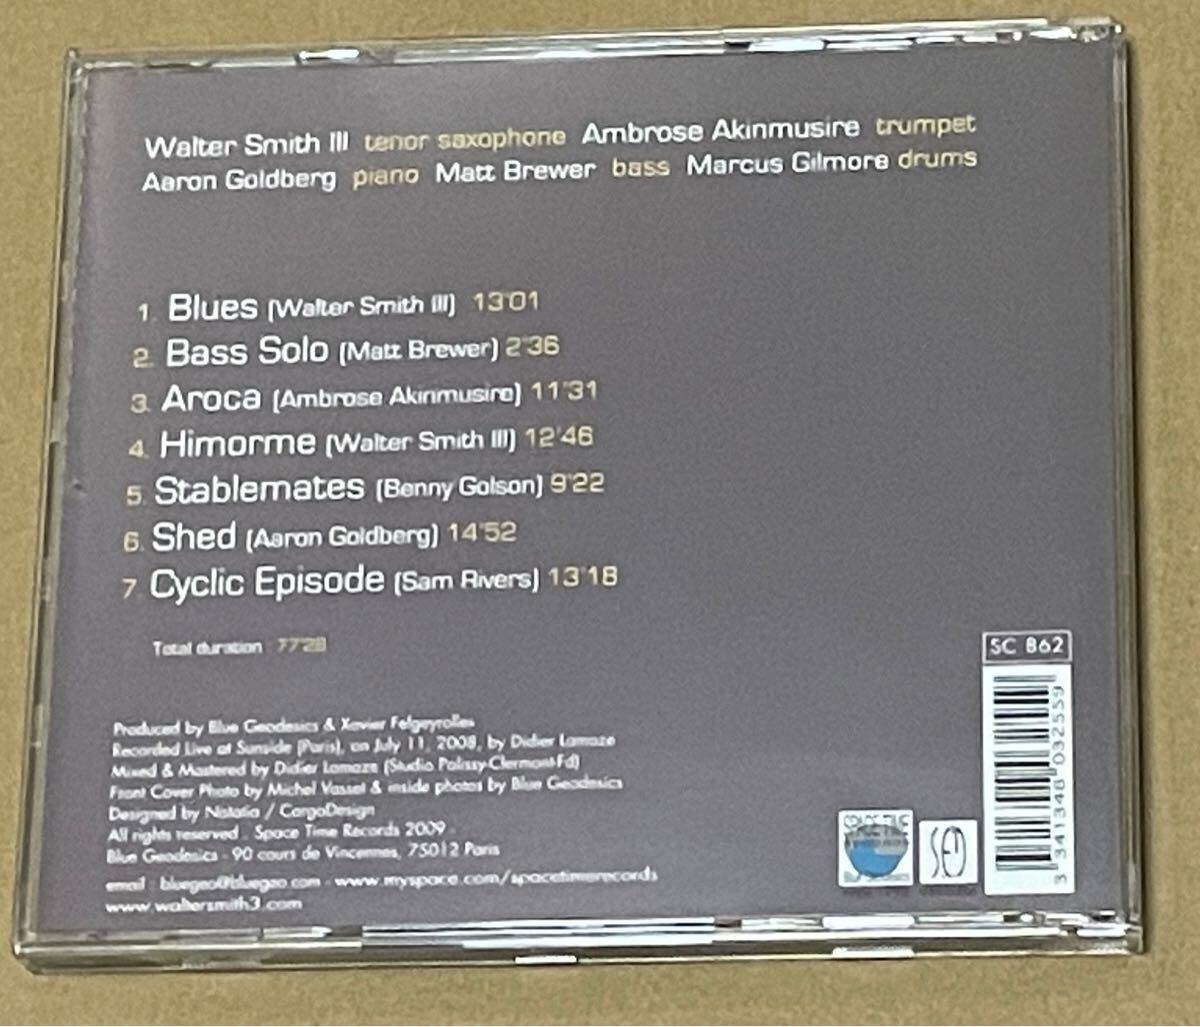 Walter Smith III tenor saxophone Ambrose Akinmusire trumpet
Aaron Goldberg piano Matt Brewer bass Marcus Gilmore drums
1. Blues (Walter Smith III) 13'01
2. Bass Solo (Matt Brewer) 2'36
3. Aroca (Ambrose Akinmusire) 11'31
4. Himorme (Walter Smith III) 12'46
5. Stablemates (Benny Golson) 9'22
6. Shed (Aaron Goldberg) 14'52
7 Cyclic Episode (Sam Rivers) 13'18
Total duration : 77'28
Produced by Blue Geodesics & Xavier Felgeyrolles
Recorded Live at Sunside (Paris), on July 11, 2008, by Didier Lamaze
Mixed & Mastered by Didier Lamaze (Studio Palissy-Clermont-Fd)
Front Cover Photo by Michel Vasset & inside photos by Blue Geodesics
Designed by Natalia / CargoDesign
All rights reserved . Space Time Records 2009 .
Blue Geodesics - 90 cours de Vincennes, 75012 Paris
email : bluegeo@bluegeo.com - www.myspace.com/spacetimerecords
www.waltersmith3.com
SC 862
3 341348 032559
SPACE TIME